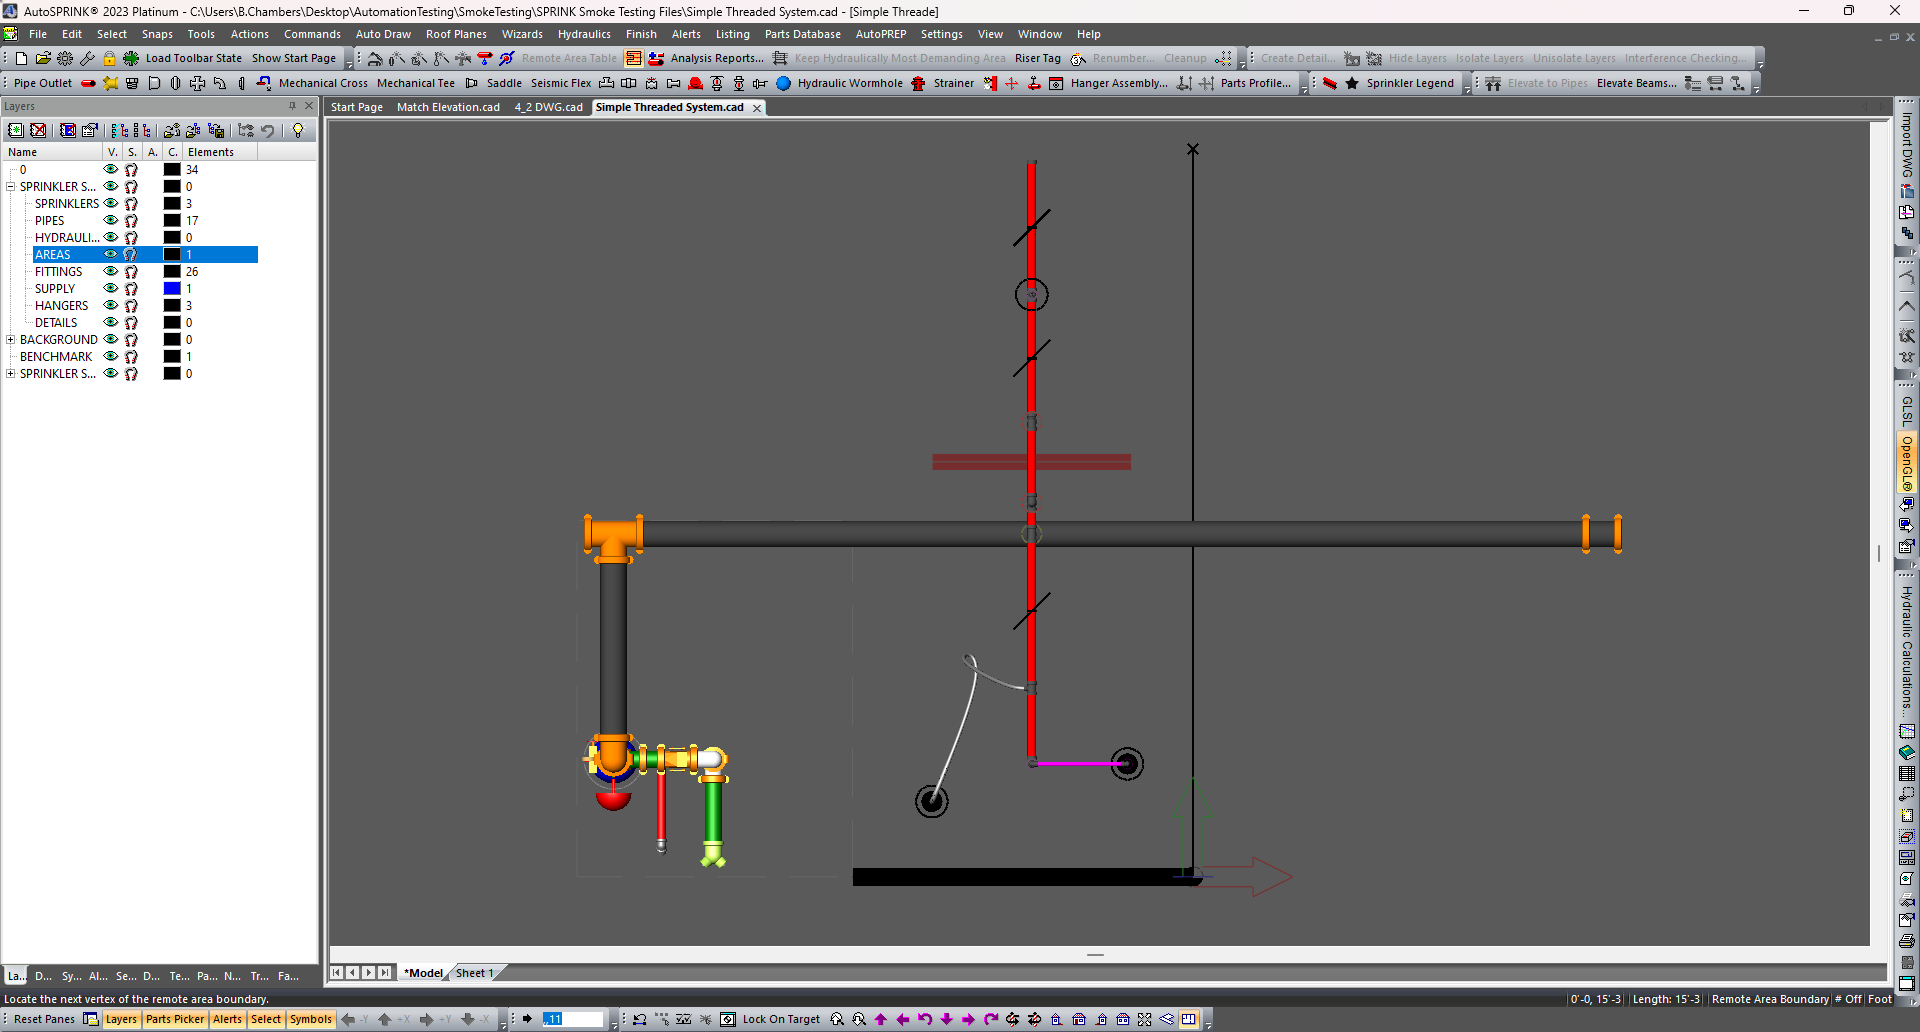 AutoSPRINK® 2023 Platinum - C:\Users\B.Chambers\Desktop\AutomationTesting\SmokeTesting\SPRINK Smoke Testing Files\Simple Threaded System.cad - [Simple Threade]
File Edit Select Snaps Tools Actions Commands Auto Draw Roof Planes Wizards Hydraulics Finish Alerts Listing Parts Database AutoPREP Settings View Window Help
Load Toolbar State Show Start Page Remote Area Table Analysis Reports... Keep Hydraulically Most Demanding Area Riser Tag Renumber... Cleanup Create Detail... Hide Layers Isolate Layers Unisolate Layers Interference Checking...
Pipe Outlet Mechanical Cross Mechanical Tee Saddle Seismic Flex Hydraulic Wormhole Strainer Hanger Assembly... Parts Profile... Sprinkler Legend Elevate to Pipes Elevate Beams...
Layers
Start Page Match Elevation.cad 4_2 DWG.cad Simple Threaded System.cad
Name V. S. A. C. Elements
0 34
SPRINKLER S... 0
SPRINKLERS 3
PIPES 17
HYDRAULI... 0
AREAS 1
FITTINGS 26
SUPPLY 1
HANGERS 3
DETAILS 0
BACKGROUND 0
BENCHMARK 1
SPRINKLER S... 0
Import DWG
GLSL
OpenGL®
Hydraulic Calculations...
La... D... Sy... Al... Se... D... Te... Pa... N... Tr... Fa...
*Model Sheet 1
Locate the next vertex of the remote area boundary.
0'-0, 15'-3 Length: 15'-3 Remote Area Boundary # Off Foot
Reset Panes Layers Parts Picker Alerts Select Symbols -Y +X +Y -X ,,11 Lock On Target